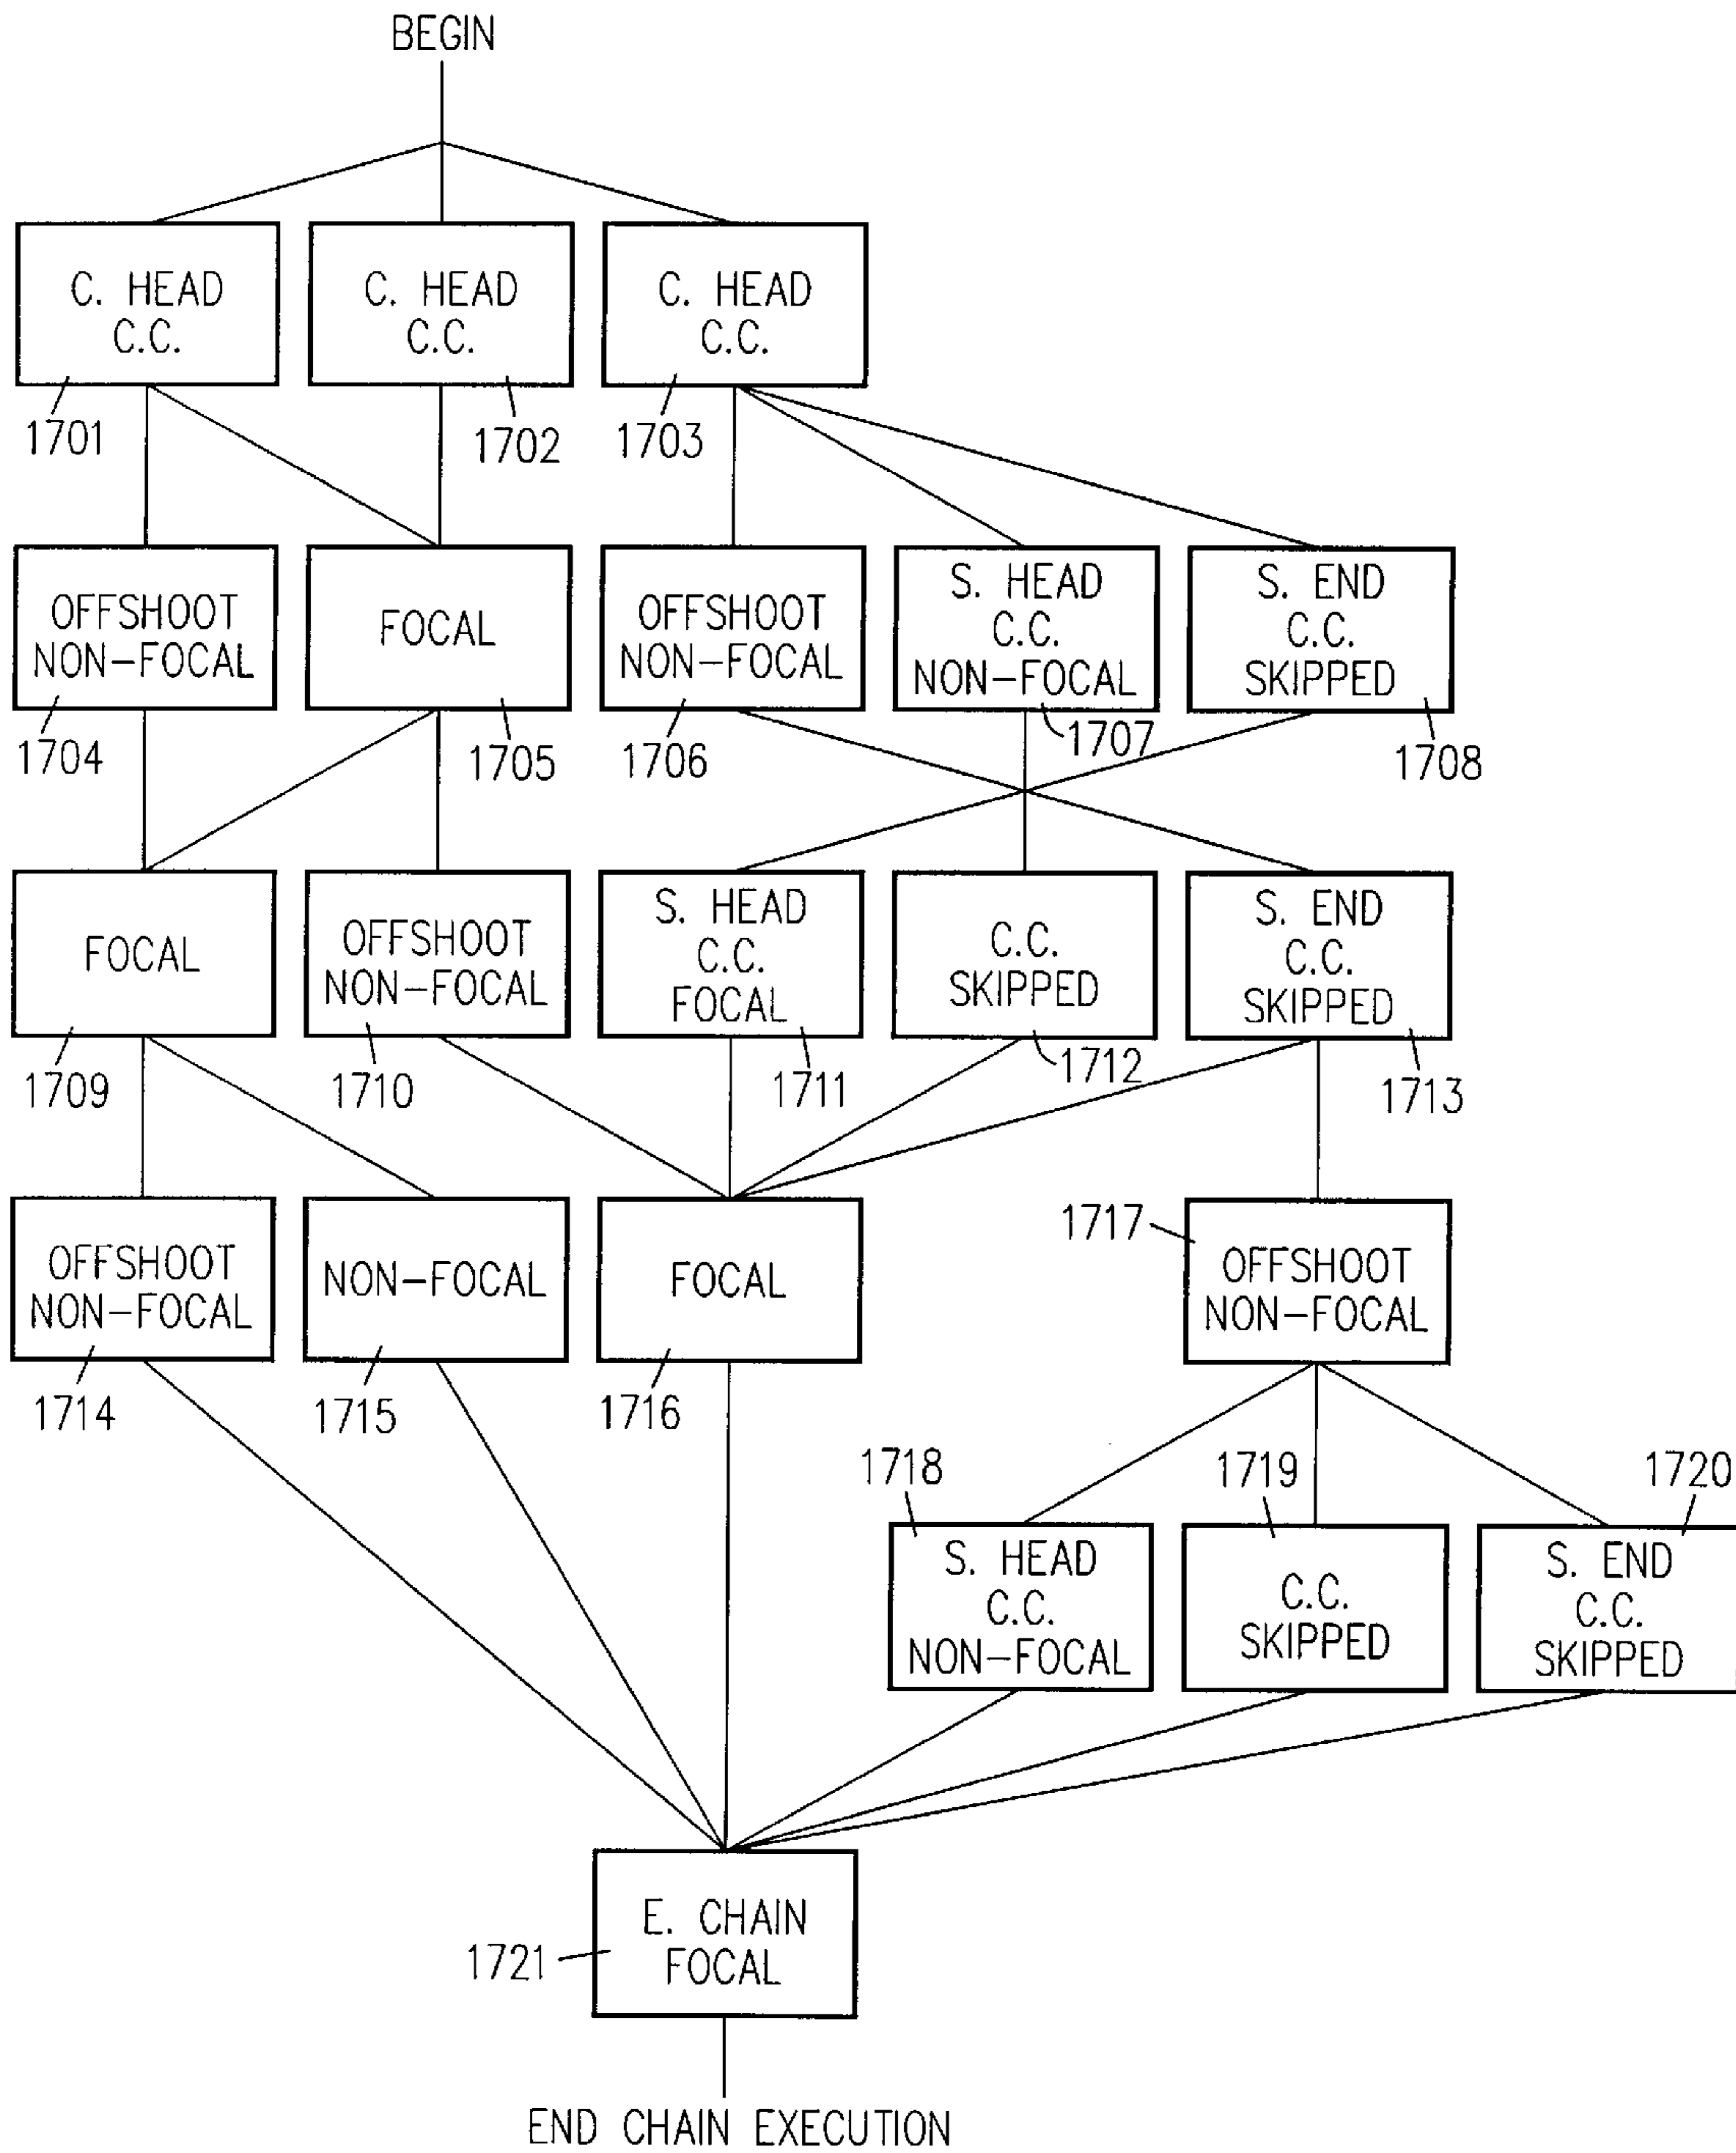 BEGIN
C. HEAD
C.C.
1701
C. HEAD
C.C.
1702
C. HEAD
C.C.
1703
OFFSHOOT
NON-FOCAL
1704
FOCAL
1705
OFFSHOOT
NON-FOCAL
1706
S. HEAD
C.C.
NON-FOCAL
1707
S. END
C.C.
SKIPPED
1708
FOCAL
1709
OFFSHOOT
NON-FOCAL
1710
S. HEAD
C.C.
FOCAL
1711
C.C.
SKIPPED
1712
S. END
C.C.
SKIPPED
1713
OFFSHOOT
NON-FOCAL
1714
NON-FOCAL
1715
FOCAL
1716
1717
OFFSHOOT
NON-FOCAL
1718
S. HEAD
C.C.
NON-FOCAL
1719
C.C.
SKIPPED
1720
S. END
C.C.
SKIPPED
1721
E. CHAIN
FOCAL
END CHAIN EXECUTION